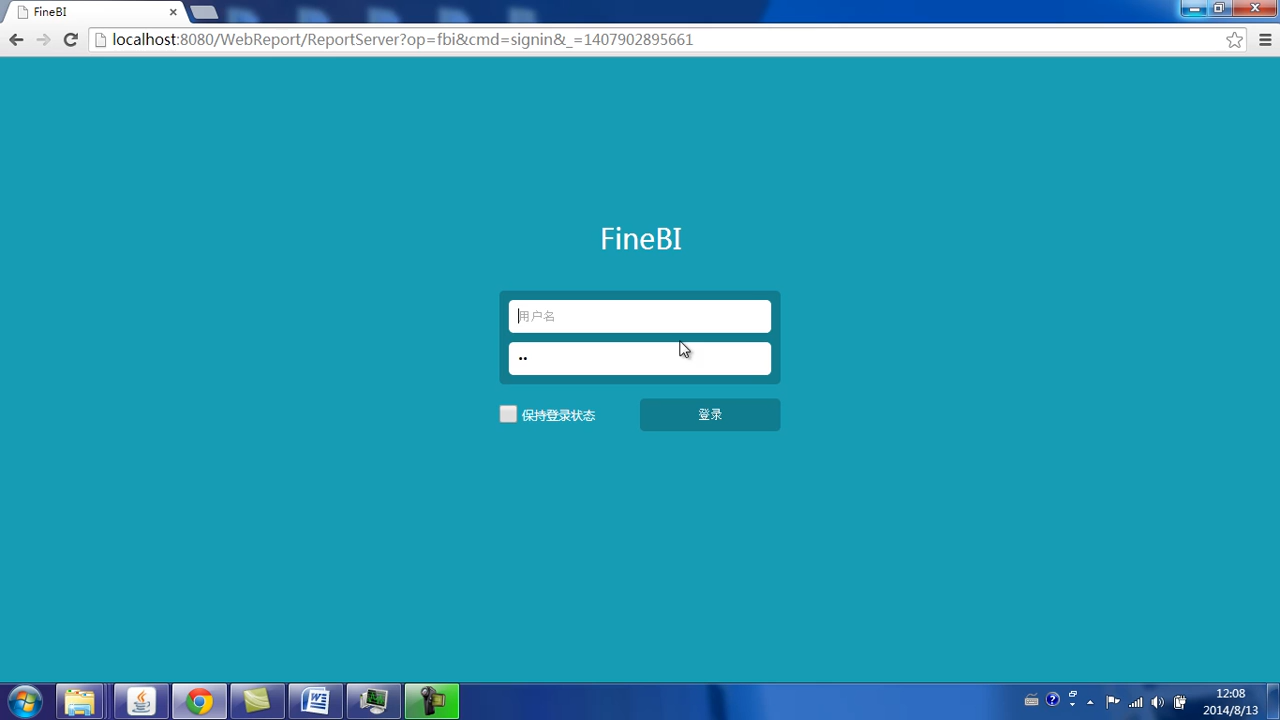 FineBI
localhost:8080/WebReport/ReportServer?op=fbi&cmd=signin&_=1407902895661
FineBI
用户名
••
保持登录状态
登录
12:08
2014/8/13